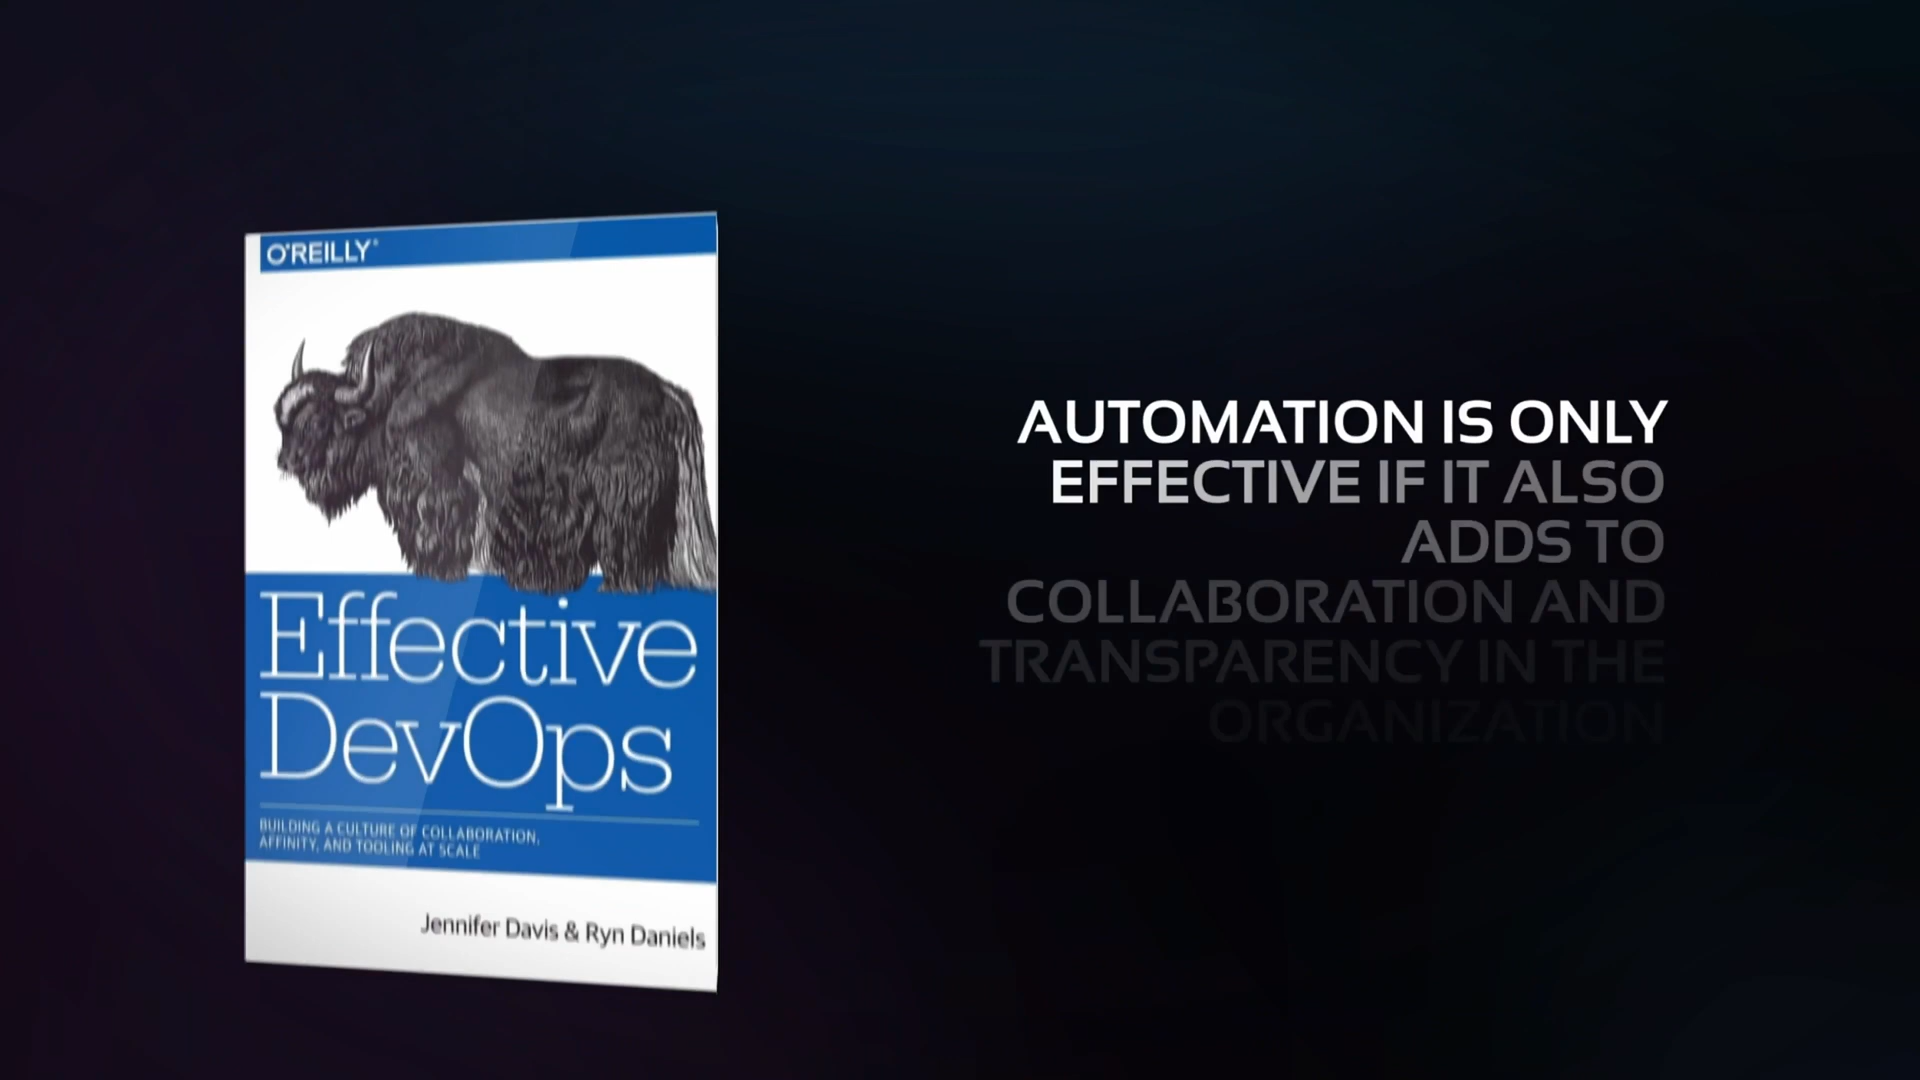 O'REILLY®
Effective
DevOps
BUILDING A CULTURE OF COLLABORATION,
AFFINITY, AND TOOLING AT SCALE
Jennifer Davis & Ryn Daniels
AUTOMATION IS ONLY
EFFECTIVE IF IT ALSO
ADDS TO
COLLABORATION AND
TRANSPARENCY IN THE
ORGANIZATION